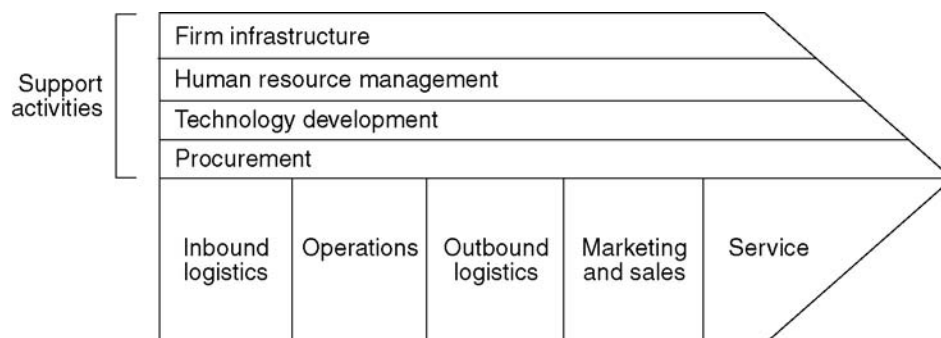 Firm infrastructure
Human resource management
Support
activities
Technology development
Procurement
Inbound
logistics
Operations
Outbound
logistics
Marketing
and sales
Service